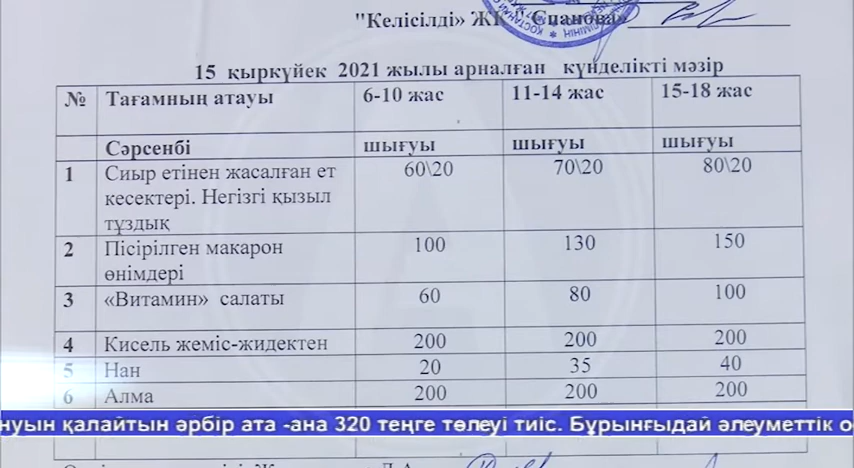 "Келісілді» ЖК " Спанова»
15 қыркүйек 2021 жылы арналған күнделікті мәзір
№ Тағамның атауы 6-10 жас 11-14 жас 15-18 жас
Сәрсенбі шығуы шығуы шығуы
1 Сиыр етінен жасалған ет 60\20 70\20 80\20
кесектері. Негізгі қызыл
тұздық
2 Пісірілген макарон 100 130 150
өнімдері
3 «Витамин» салаты 60 80 100
4 Кисель жеміс-жидектен 200 200 200
5 Нан 20 35 40
6 Алма 200 200 200
нуын қалайтын әрбір ата -ана 320 теңге төлеуі тиіс. Бұрынғыдай әлеуметтік